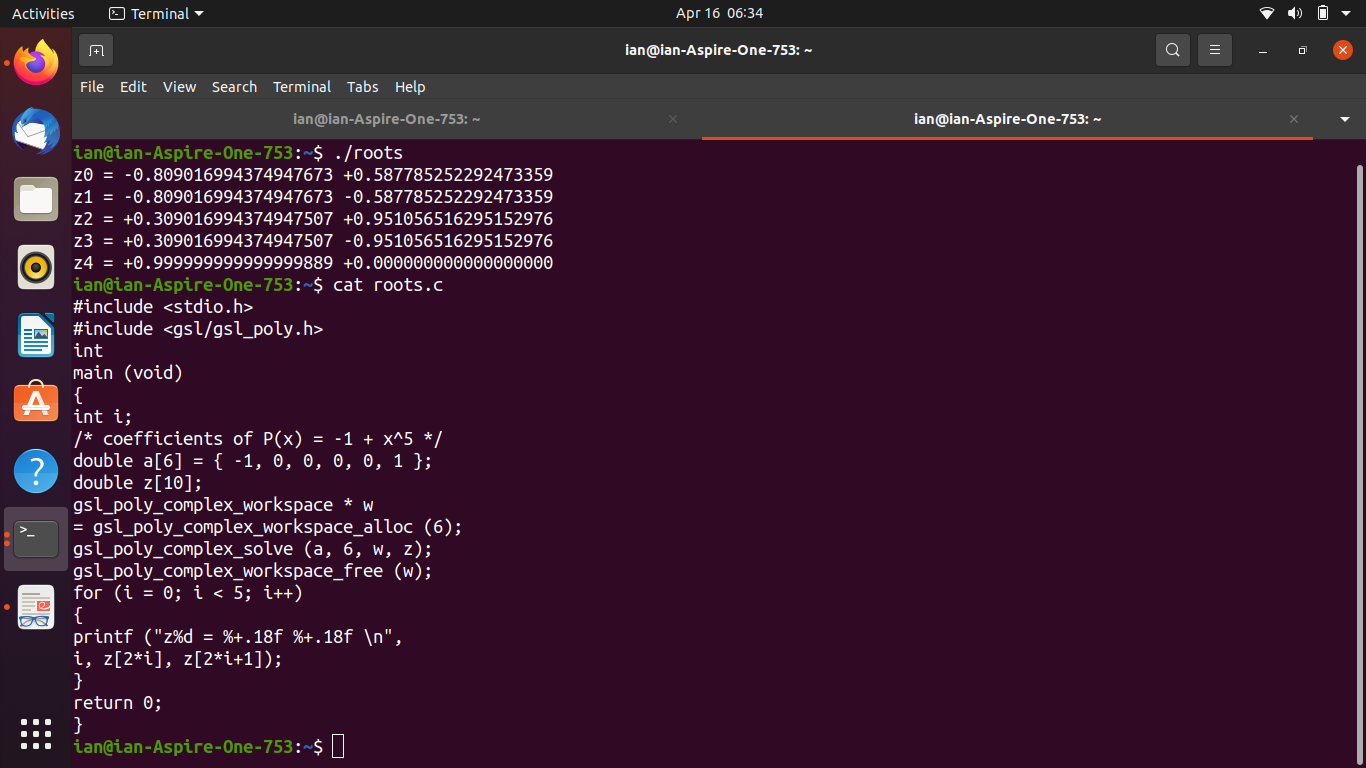 Activities
Terminal
Apr 16 06:34
ian@ian-Aspire-One-753: ~
File Edit View Search Terminal Tabs Help
ian@ian-Aspire-One-753: ~
ian@ian-Aspire-One-753: ~
ian@ian-Aspire-One-753:~$ ./roots
z0 = -0.809016994374947673 +0.587785252292473359
z1 = -0.809016994374947673 -0.587785252292473359
z2 = +0.309016994374947507 +0.951056516295152976
z3 = +0.309016994374947507 -0.951056516295152976
z4 = +0.999999999999999889 +0.000000000000000000
ian@ian-Aspire-One-753:~$ cat roots.c
#include <stdio.h>
#include <gsl/gsl_poly.h>
int
main (void)
{
int i;
/* coefficients of P(x) = -1 + x^5 */
double a[6] = { -1, 0, 0, 0, 0, 1 };
double z[10];
gsl_poly_complex_workspace * w
= gsl_poly_complex_workspace_alloc (6);
gsl_poly_complex_solve (a, 6, w, z);
gsl_poly_complex_workspace_free (w);
for (i = 0; i < 5; i++)
{
printf ("z%d = %+.18f %+.18f \n",
i, z[2*i], z[2*i+1]);
}
return 0;
}
ian@ian-Aspire-One-753:~$